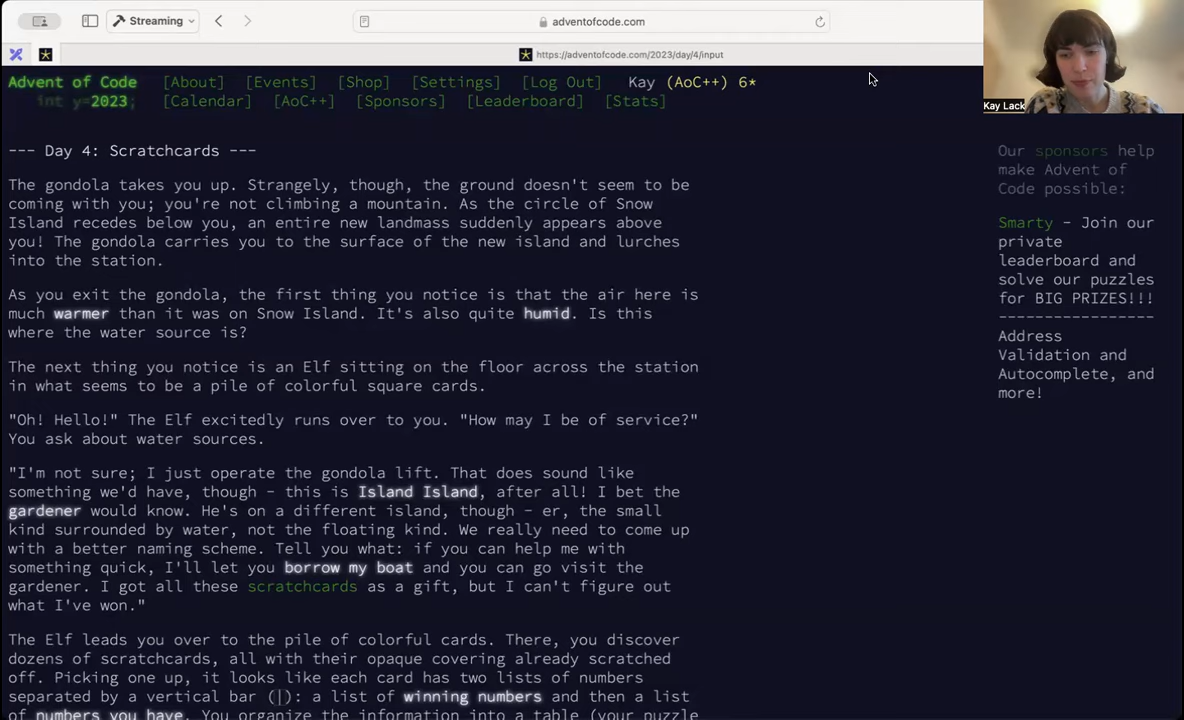 Streaming
adventofcode.com
https://adventofcode.com/2023/day/4/input
Kay Lack
Advent of Code [About] [Events] [Shop] [Settings] [Log Out] Kay (AoC++) 6*
int y=2023; [Calendar] [AoC++] [Sponsors] [Leaderboard] [Stats]
--- Day 4: Scratchcards ---
The gondola takes you up. Strangely, though, the ground doesn't seem to be
coming with you; you're not climbing a mountain. As the circle of Snow
Island recedes below you, an entire new landmass suddenly appears above
you! The gondola carries you to the surface of the new island and lurches
into the station.
As you exit the gondola, the first thing you notice is that the air here is
much warmer than it was on Snow Island. It's also quite humid. Is this
where the water source is?
The next thing you notice is an Elf sitting on the floor across the station
in what seems to be a pile of colorful square cards.
"Oh! Hello!" The Elf excitedly runs over to you. "How may I be of service?"
You ask about water sources.
"I'm not sure; I just operate the gondola lift. That does sound like
something we'd have, though - this is Island Island, after all! I bet the
gardener would know. He's on a different island, though - er, the small
kind surrounded by water, not the floating kind. We really need to come up
with a better naming scheme. Tell you what: if you can help me with
something quick, I'll let you borrow my boat and you can go visit the
gardener. I got all these scratchcards as a gift, but I can't figure out
what I've won."
The Elf leads you over to the pile of colorful cards. There, you discover
dozens of scratchcards, all with their opaque covering already scratched
off. Picking one up, it looks like each card has two lists of numbers
separated by a vertical bar (|): a list of winning numbers and then a list
of numbers you have. You organize the information into a table (your puzzle
Our sponsors help
make Advent of
Code possible:
Smarty - Join our
private
leaderboard and
solve our puzzles
for BIG PRIZES!!!
-----------------
Address
Validation and
Autocomplete, and
more!